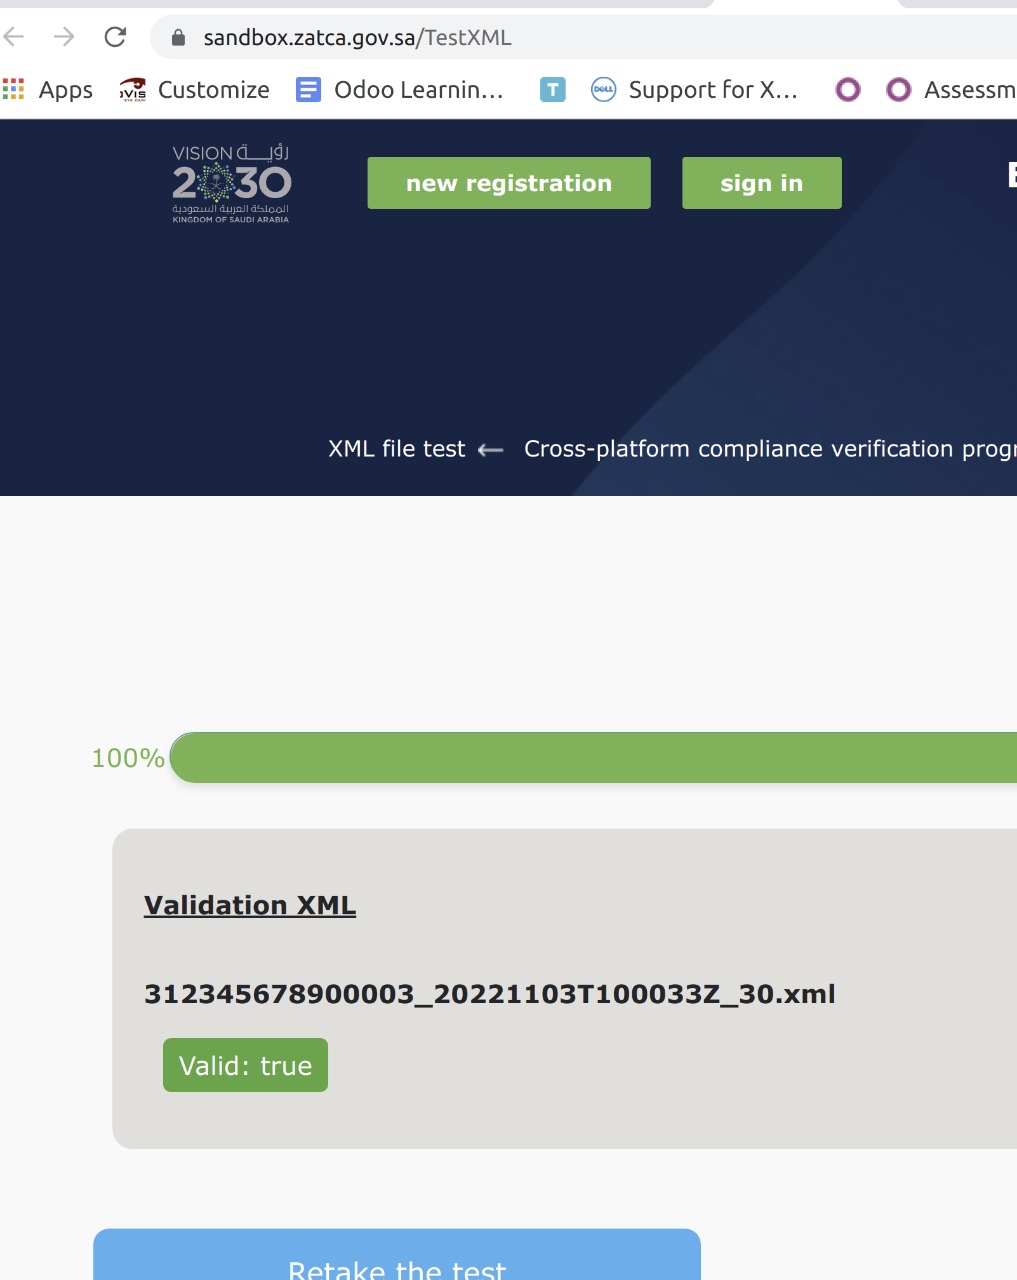 sandbox.zatca.gov.sa/TestXML
Apps Customize Odoo Learnin... T DELL Support for X... Assessm
VISION رؤيــة
2030
المملكة العربية السعودية
KINGDOM OF SAUDI ARABIA
new registration sign in
XML file test ← Cross-platform compliance verification progr
100%
Validation XML
312345678900003_20221103T100033Z_30.xml
Valid: true
Retake the test